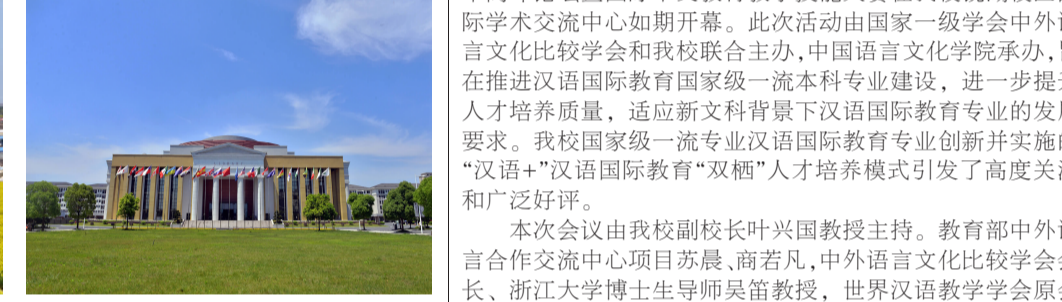 际学术交流中心如期开幕。此次活动由国家一级学会中外
言文化比较学会和我校联合主办,中国语言文化学院承办,
在推进汉语国际教育国家级一流本科专业建设，进一步提
人才培养质量，适应新文科背景下汉语国际教育专业的发
要求。我校国家级一流专业汉语国际教育专业创新并实施
“汉语+”汉语国际教育“双栖”人才培养模式引发了高度关
和广泛好评。
本次会议由我校副校长叶兴国教授主持。教育部中外
言合作交流中心项目苏晨、商若凡,中外语言文化比较学会
长、浙江大学博士生导师吴笛教授，世界汉语教学学会原